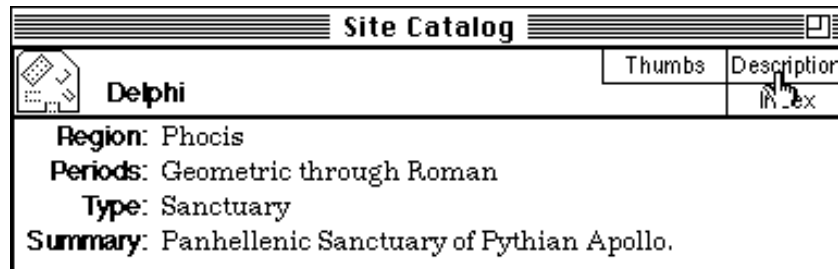 Site Catalog
Thumbs Description
Delphi
Index
Region: Phocis
Periods: Geometric through Roman
Type: Sanctuary
Summary: Panhellenic Sanctuary of Pythian Apollo.